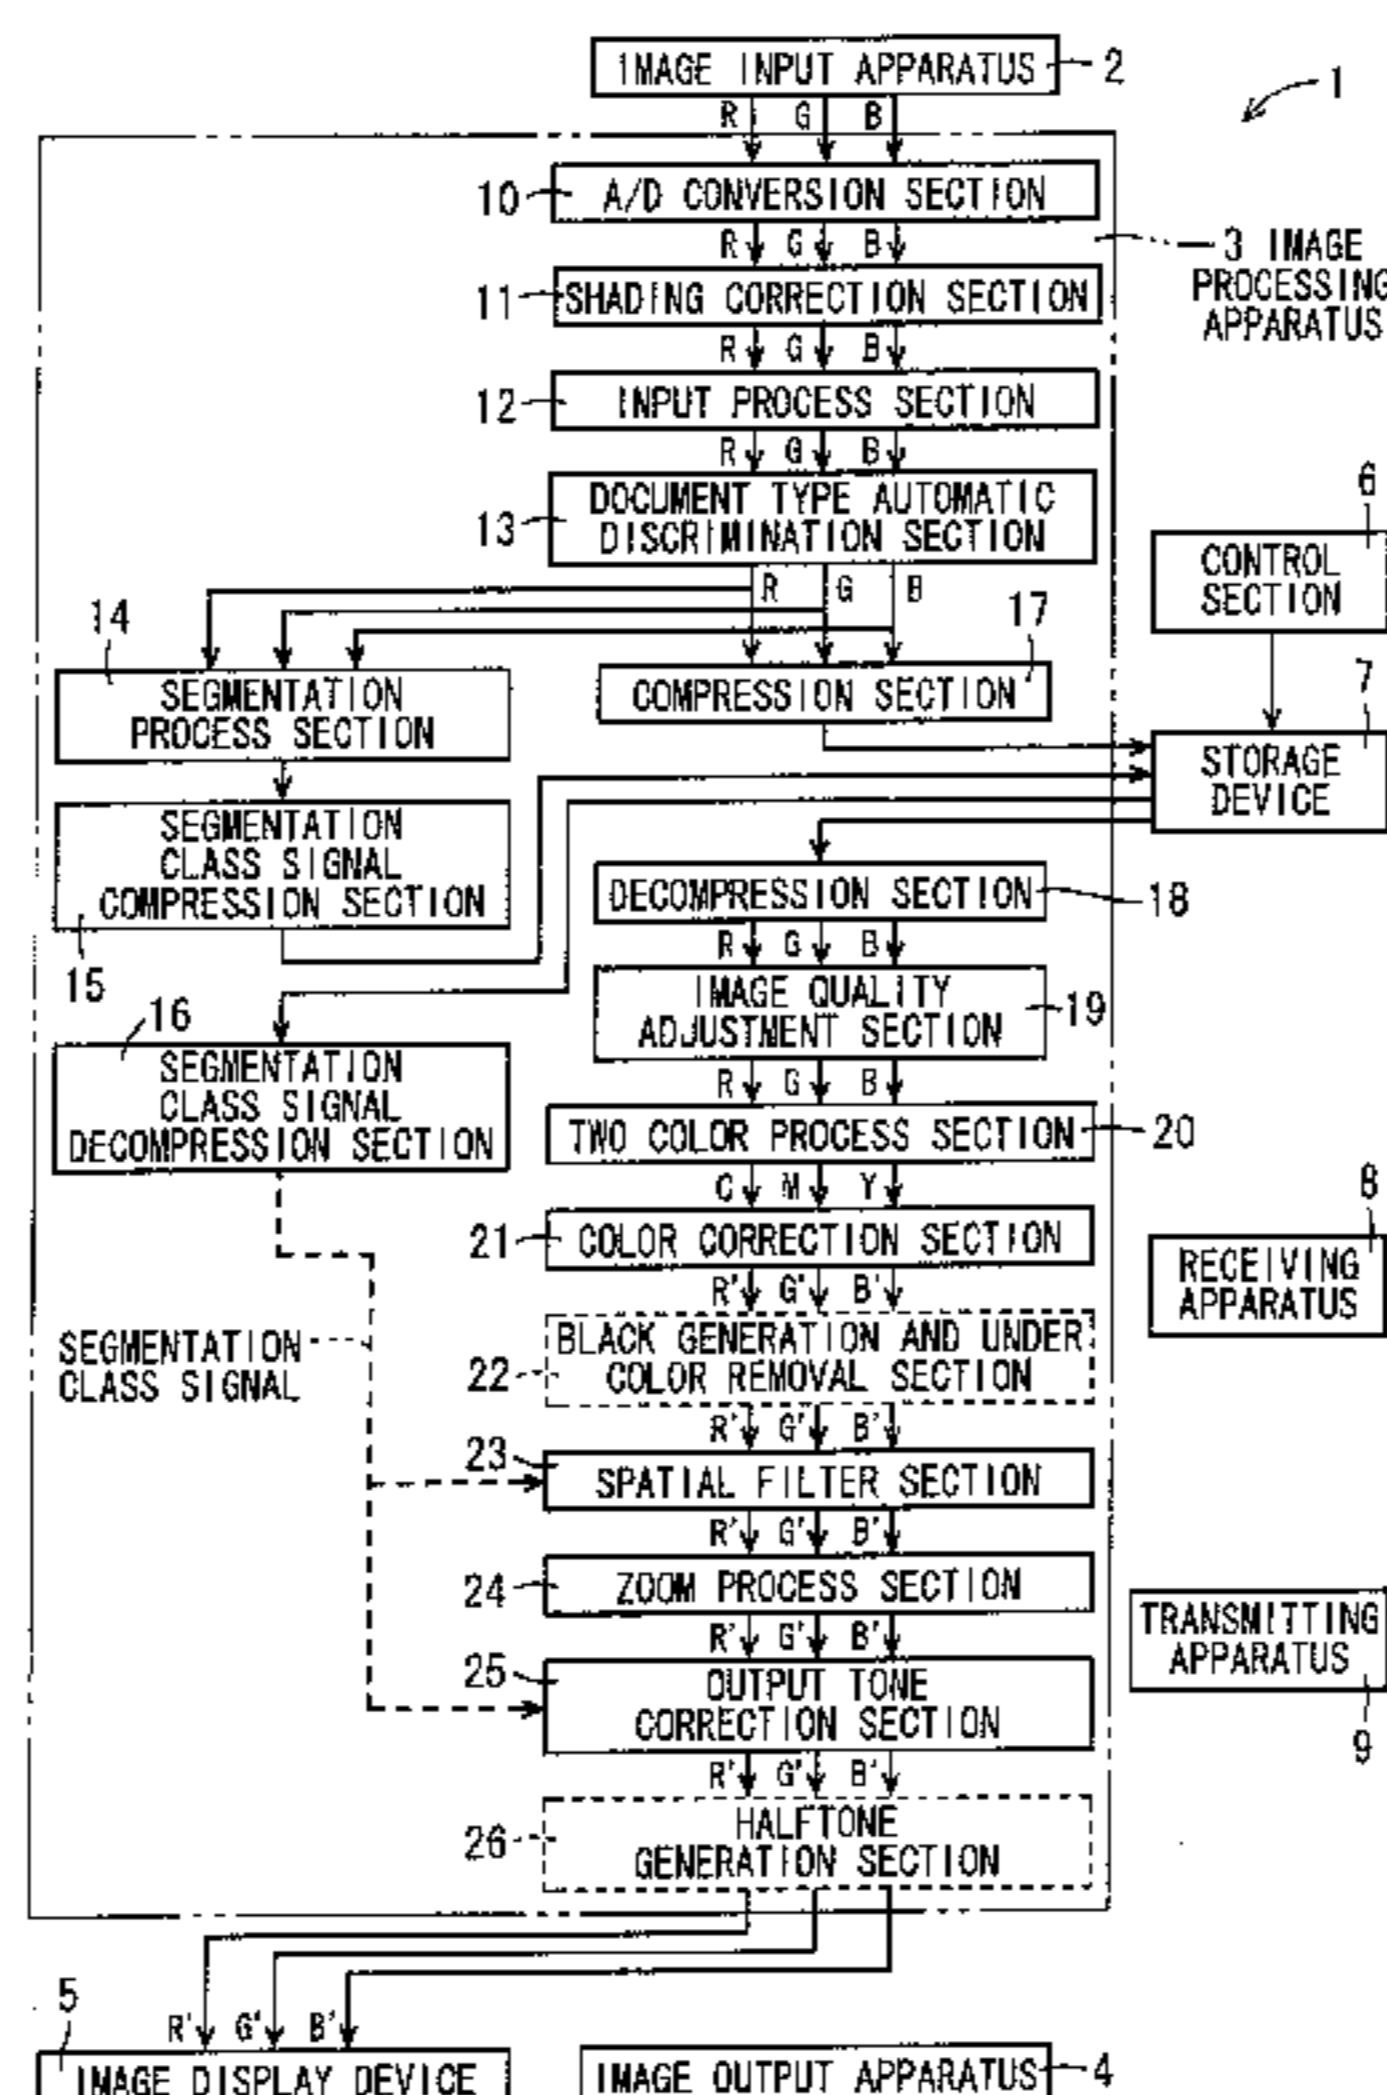 IMAGE INPUT APPARATUS
2
1
R G B
10
A/D CONVERSION SECTION
R G B
3 IMAGE
PROCESSING
APPARATUS
11
SHADING CORRECTION SECTION
R G B
12
INPUT PROCESS SECTION
R G B
13
DOCUMENT TYPE AUTOMATIC
DISCRIMINATION SECTION
6
CONTROL
SECTION
R G B
14
17
SEGMENTATION
PROCESS SECTION
COMPRESSION SECTION
7
STORAGE
DEVICE
SEGMENTATION
CLASS SIGNAL
COMPRESSION SECTION
15
DECOMPRESSION SECTION
18
R G B
16
IMAGE QUALITY
ADJUSTMENT SECTION
19
SEGMENTATION
CLASS SIGNAL
DECOMPRESSION SECTION
R G B
TWO COLOR PROCESS SECTION
20
C M Y
21
COLOR CORRECTION SECTION
8
RECEIVING
APPARATUS
R' G' B'
SEGMENTATION
CLASS SIGNAL
22
BLACK GENERATION AND UNDER
COLOR REMOVAL SECTION
R' G' B'
23
SPATIAL FILTER SECTION
R' G' B'
24
ZOOM PROCESS SECTION
TRANSMITTING
APPARATUS
9
R' G' B'
25
OUTPUT TONE
CORRECTION SECTION
R' G' B'
26
HALFTONE
GENERATION SECTION
5
R' G' B'
IMAGE DISPLAY DEVICE
IMAGE OUTPUT APPARATUS
4